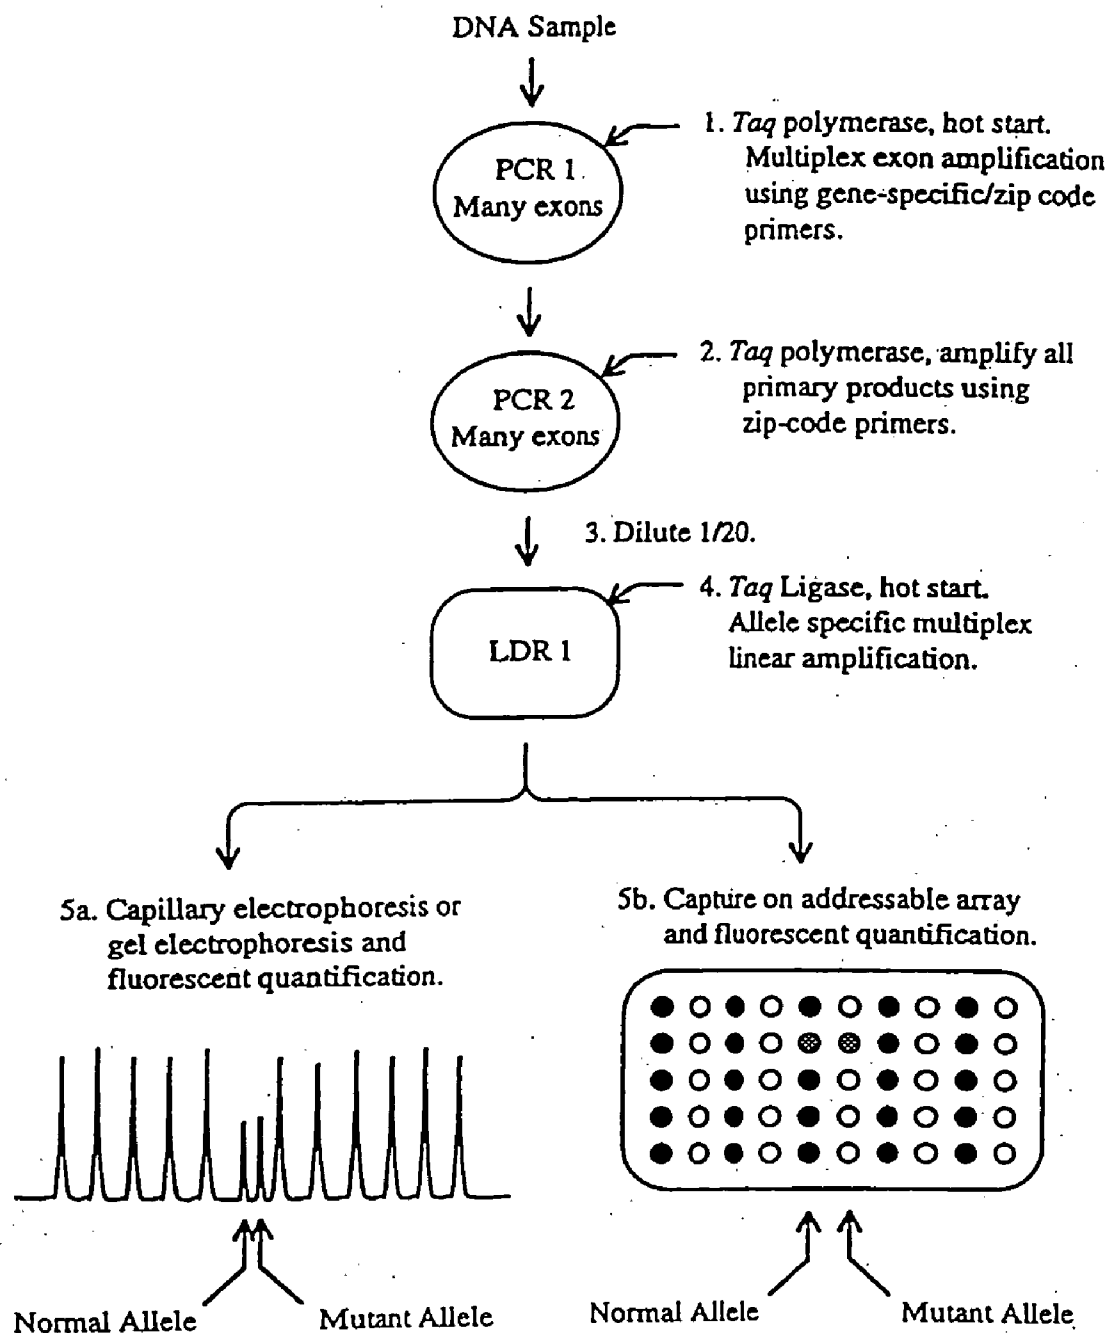 DNA Sample
PCR 1
Many exons
1. Taq polymerase, hot start.
Multiplex exon amplification
using gene-specific/zip code
primers.
PCR 2
Many exons
2. Taq polymerase, amplify all
primary products using
zip-code primers.
3. Dilute 1/20.
LDR 1
4. Taq Ligase, hot start.
Allele specific multiplex
linear amplification.
5a. Capillary electrophoresis or
gel electrophoresis and
fluorescent quantification.
5b. Capture on addressable array
and fluorescent quantification.
Normal Allele
Mutant Allele
Normal Allele
Mutant Allele